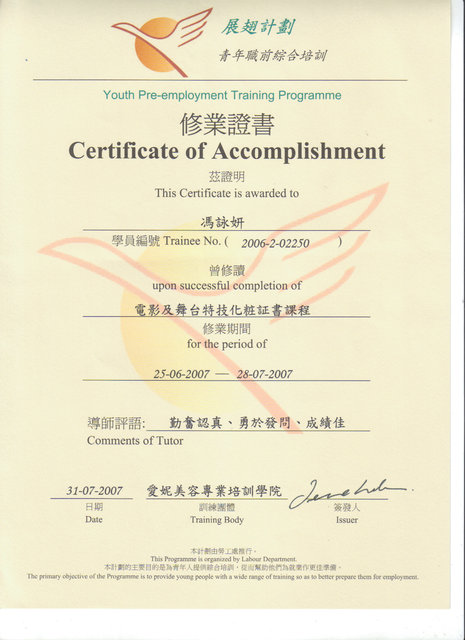 展翅計劃
青年職前綜合培訓
Youth Pre-employment Training Programme
修業證書
Certificate of Accomplishment
茲證明
This Certificate is awarded to
馮詠妍
學員編號 Trainee No. ( 2006-2-02250 )
曾修讀
upon successful completion of
電影及舞台特技化粧証書課程
修業期間
for the period of
25-06-2007 — 28-07-2007
導師評語: 勤奮認真、勇於發問、成績佳
Comments of Tutor
31-07-2007 愛妮美容專業培訓學院
日期 訓練團體 簽發人
Date Training Body Issuer
本計劃由勞工處推行。
This Programme is organized by Labour Department.
本計劃的主要目的是為青年人提供綜合培訓，從而幫助他們為就業作更佳準備。
The primary objective of the Programme is to provide young people with a wide range of training so as to better prepare them for employment.